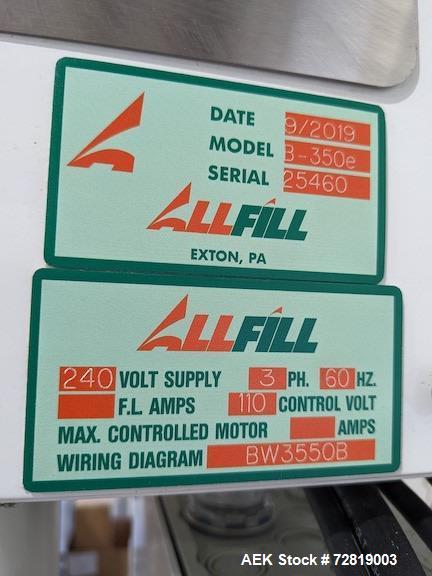 DATE 9/2019
MODEL B-350e
SERIAL 25460
ALLFILL
EXTON, PA
ALLFILL
240 VOLT SUPPLY 3 PH. 60 HZ.
F.L. AMPS 110 CONTROL VOLT
MAX. CONTROLLED MOTOR AMPS
WIRING DIAGRAM BW3550B
AEK Stock # 72819003